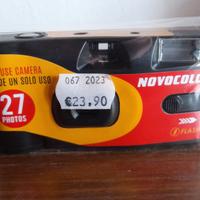 USE CAMERA
DE UN SOLO USO
067 2023
€23,90
NOVOCOLO
27
PHOTOS
FLASH